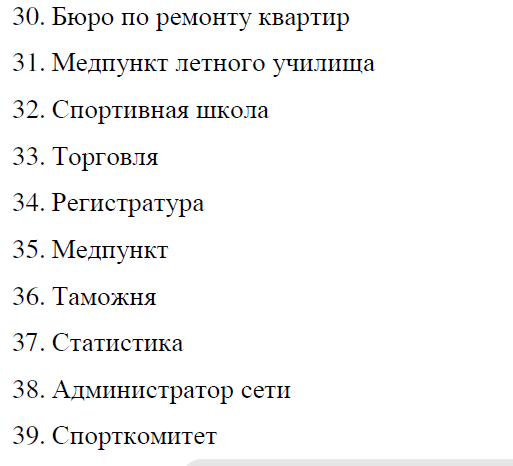 30. Бюро по ремонту квартир
31. Медпункт летного училища
32. Спортивная школа
33. Торговля
34. Регистратура
35. Медпункт
36. Таможня
37. Статистика
38. Администратор сети
39. Спорткомитет